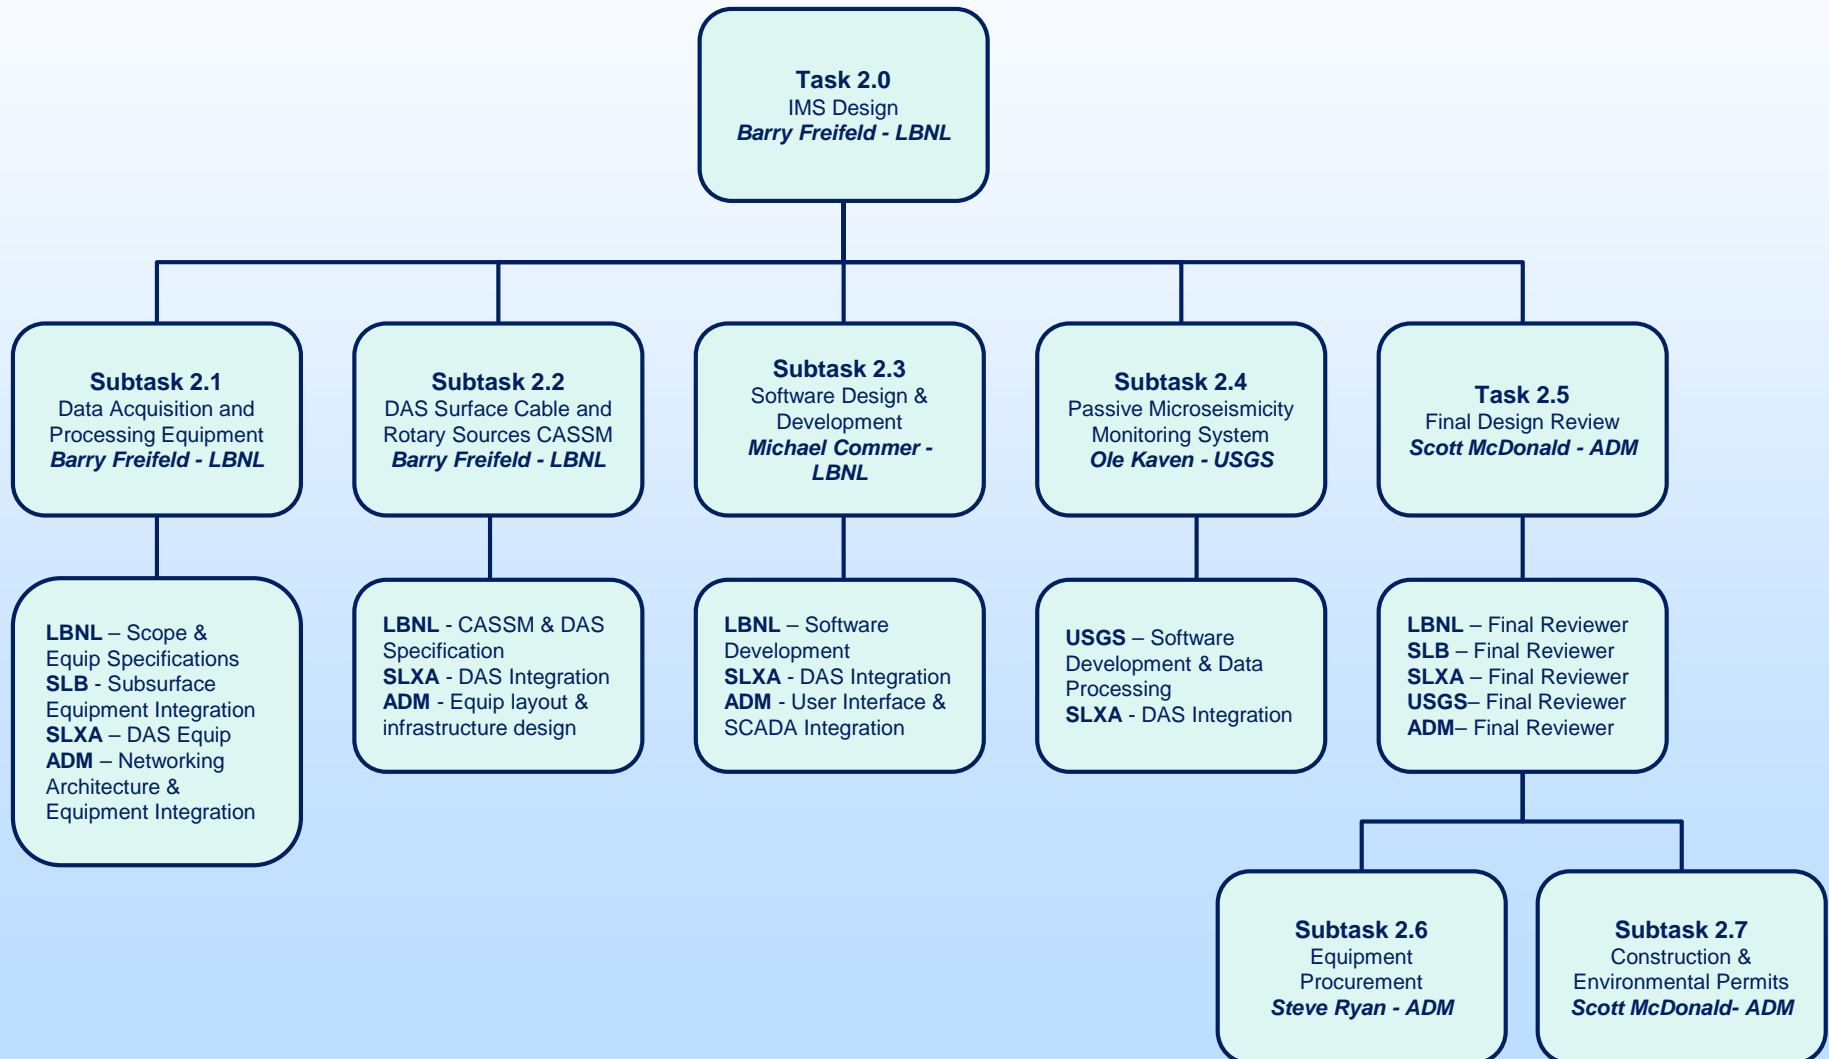 Task 2.0
IMS Design
Barry Freifeld - LBNL
Subtask 2.1
Data Acquisition and
Processing Equipment
Barry Freifeld - LBNL
Subtask 2.2
DAS Surface Cable and
Rotary Sources CASSM
Barry Freifeld - LBNL
Subtask 2.3
Software Design &
Development
Michael Commer -
LBNL
Subtask 2.4
Passive Microseismicity
Monitoring System
Ole Kaven - USGS
Task 2.5
Final Design Review
Scott McDonald - ADM
LBNL – Scope &
Equip Specifications
SLB - Subsurface
Equipment Integration
SLXA – DAS Equip
ADM – Networking
Architecture &
Equipment Integration
LBNL - CASSM & DAS
Specification
SLXA - DAS Integration
ADM - Equip layout &
infrastructure design
LBNL – Software
Development
SLXA - DAS Integration
ADM - User Interface &
SCADA Integration
USGS – Software
Development & Data
Processing
SLXA - DAS Integration
LBNL – Final Reviewer
SLB – Final Reviewer
SLXA – Final Reviewer
USGS– Final Reviewer
ADM– Final Reviewer
Subtask 2.6
Equipment
Procurement
Steve Ryan - ADM
Subtask 2.7
Construction &
Environmental Permits
Scott McDonald- ADM